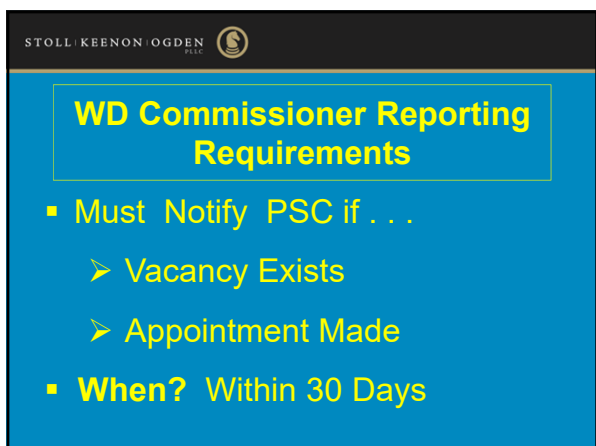 STOLL | KEENON | OGDEN
PLLC
WD Commissioner Reporting
Requirements
▪ Must Notify PSC if . . .
➢ Vacancy Exists
➢ Appointment Made
▪ When? Within 30 Days